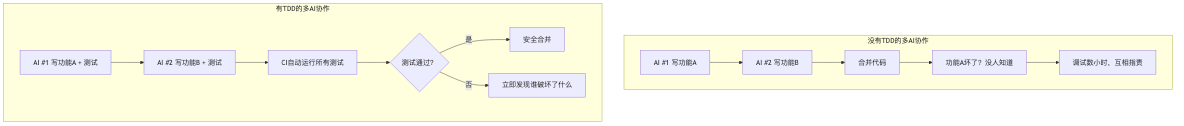 有TDD的多AI协作
AI #1 写功能A + 测试
AI #2 写功能B + 测试
CI自动运行所有测试
测试通过?
是
安全合并
否
立即发现谁破坏了什么
没有TDD的多AI协作
AI #1 写功能A
AI #2 写功能B
合并代码
功能A坏了? 没人知道
调试数小时、互相指责